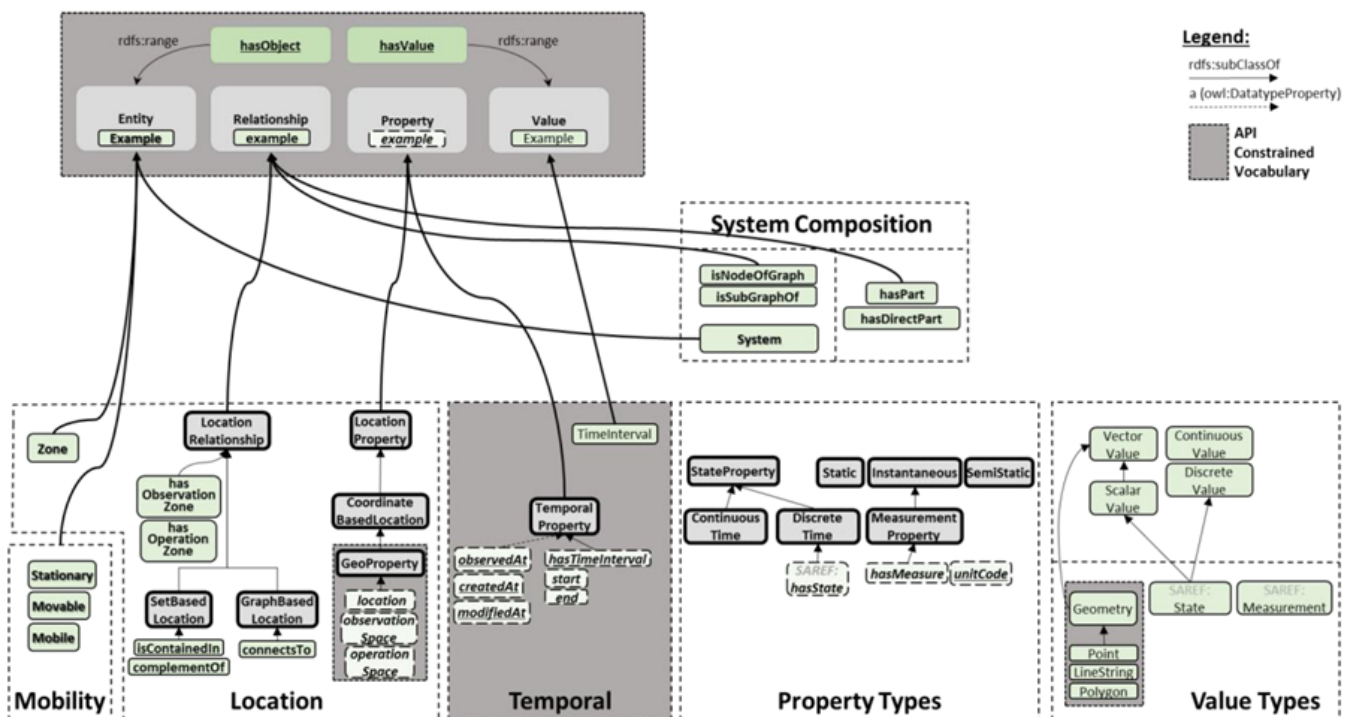 rdfs:range
hasObject
hasValue
rdfs:range
Entity
Example
Relationship
example
Property
example
Value
Example
Legend:
rdfs:subClassOf
a (owl:DatatypeProperty)
API
Constrained
Vocabulary
System Composition
isNodeOfGraph
isSubGraphOf
System
hasPart
hasDirectPart
Zone
Stationary
Movable
Mobile
Mobility
Location
Relationship
has
Observation
Zone
has
Operation
Zone
SetBased
Location
isContainedIn
complementOf
GraphBased
Location
connectsTo
Location
Property
Coordinate
BasedLocation
GeoProperty
location
observation
Space
operation
Space
Location
TimeInterval
Temporal
Property
observedAt
createdAt
modifiedAt
hasTimeInterval
start
end
Temporal
StateProperty
Continuous
Time
Discrete
Time
SAREF:
hasState
Static
Instantaneous
SemiStatic
Measurement
Property
hasMeasure
unitCode
Property Types
Vector
Value
Scalar
Value
Continuous
Value
Discrete
Value
Geometry
Point
LineString
Polygon
SAREF:
State
SAREF:
Measurement
Value Types